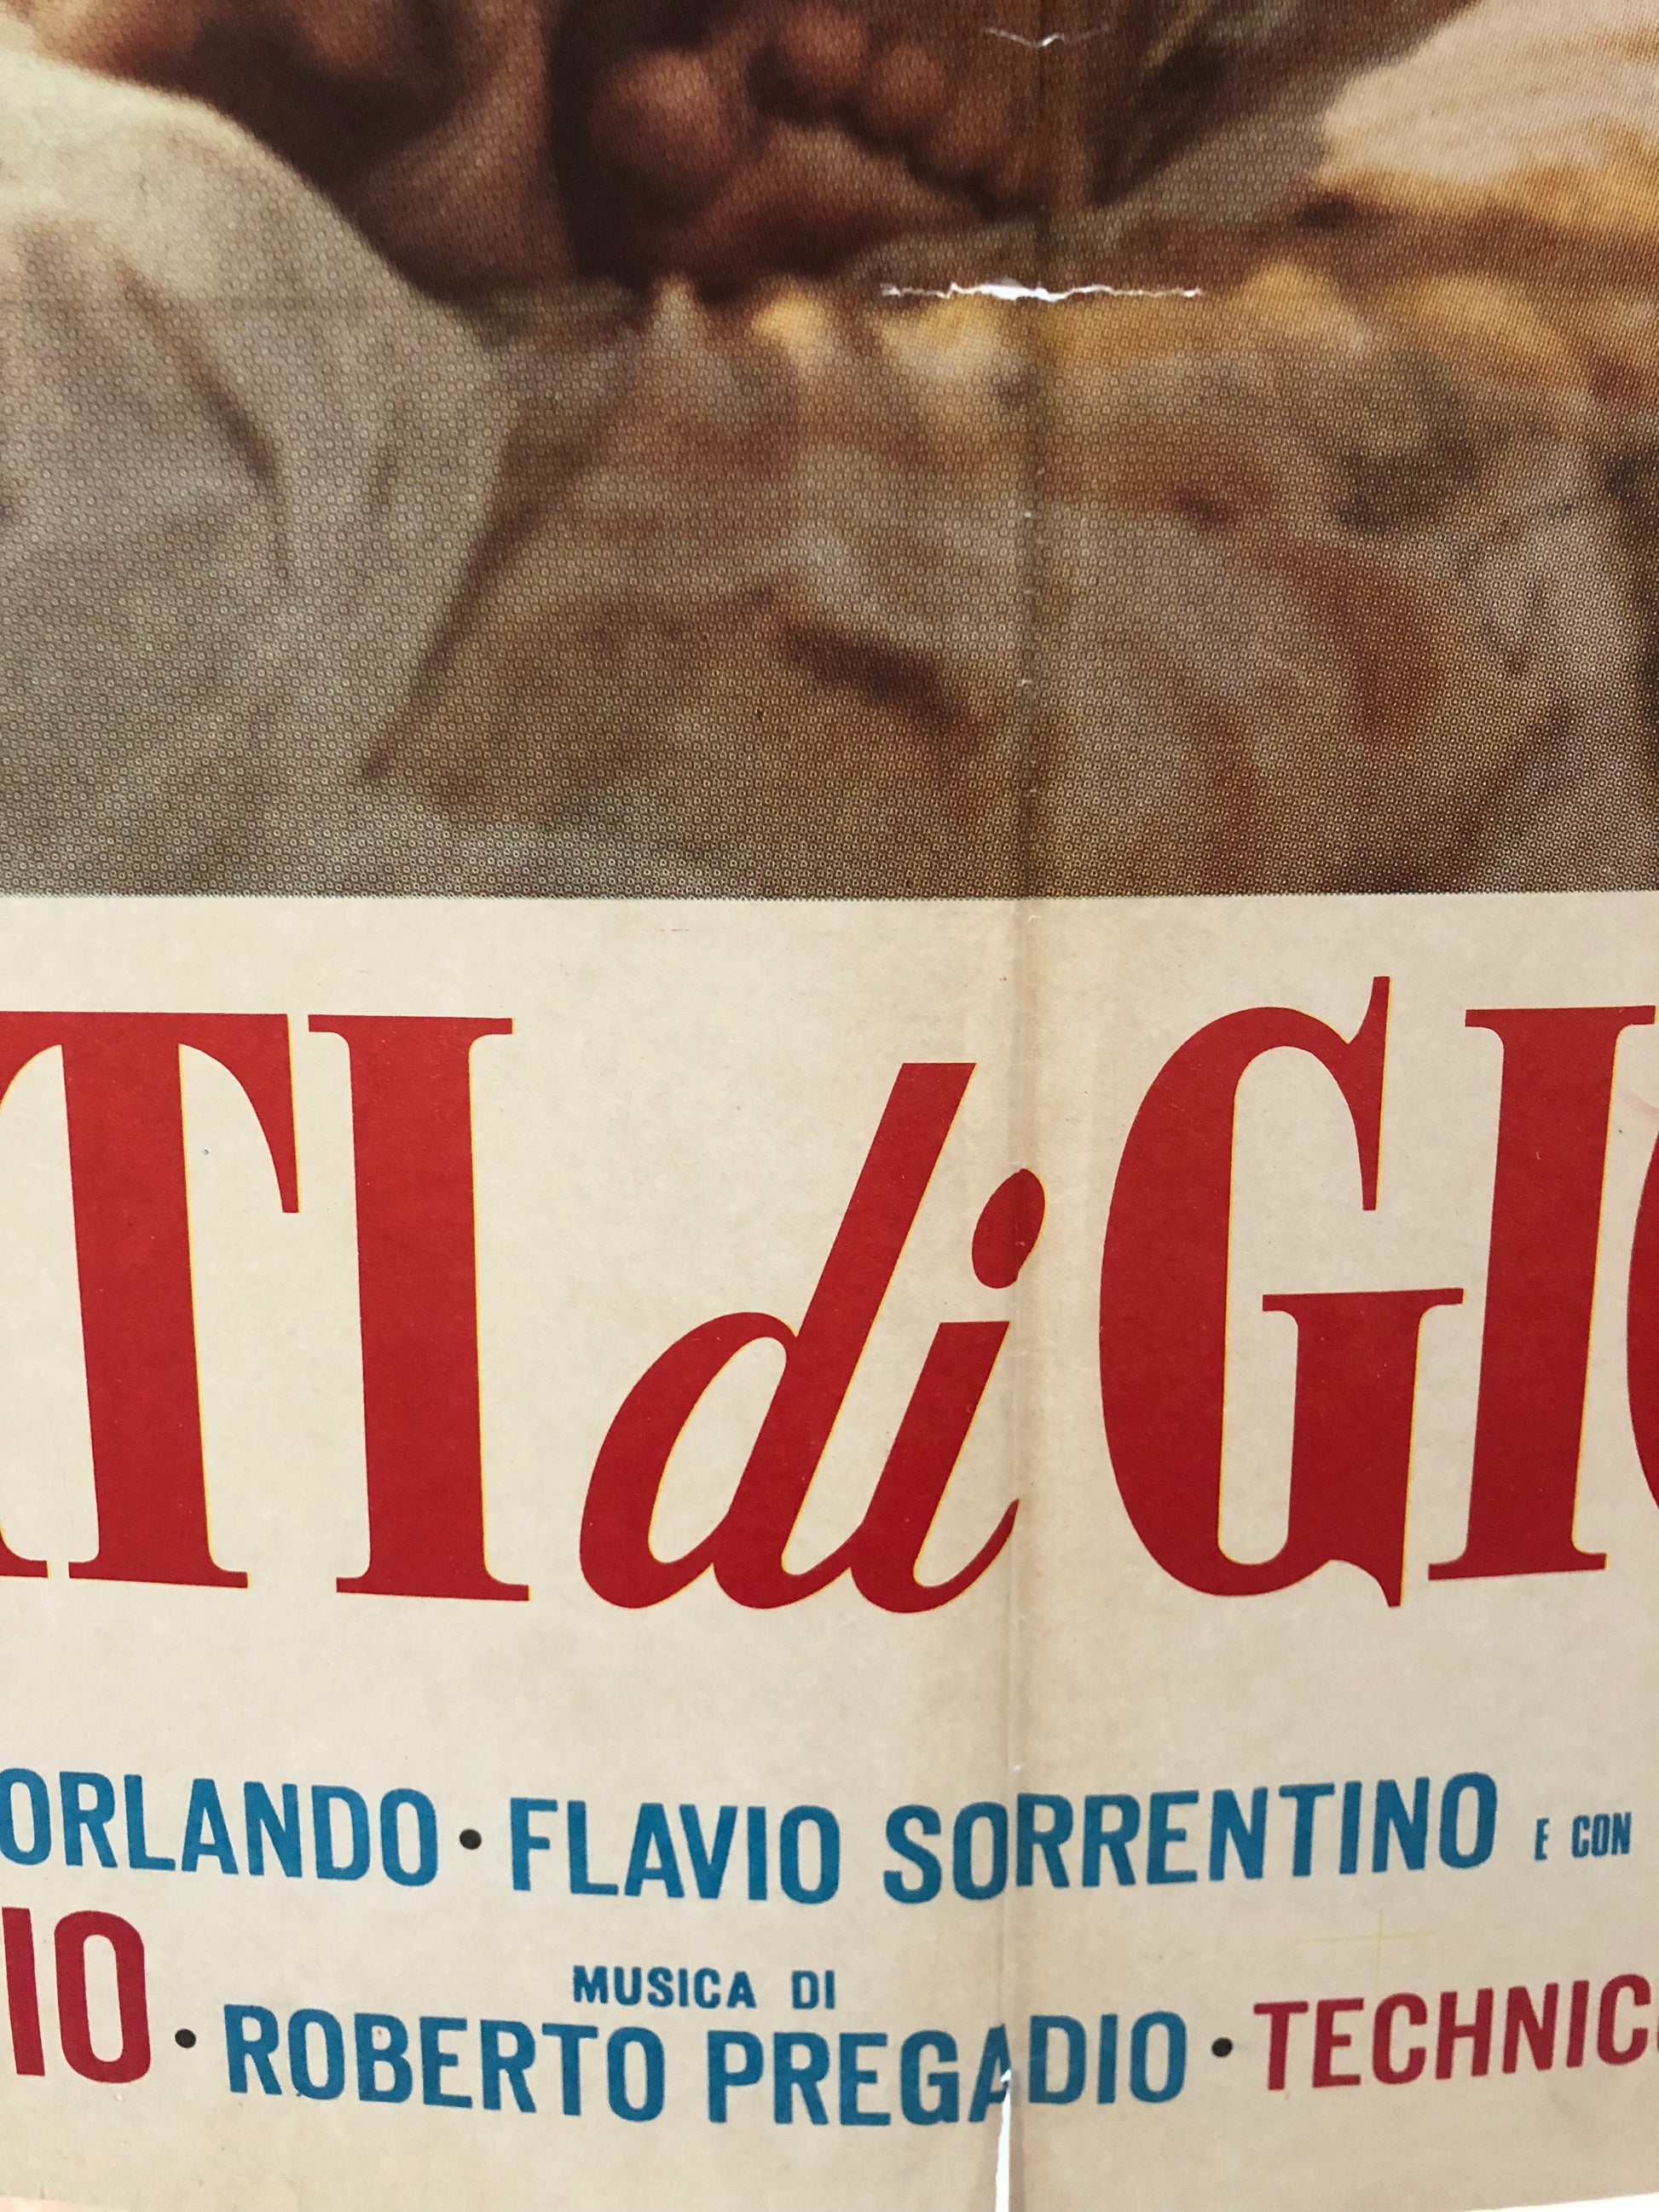 TI di GI
ORLANDO • FLAVIO SORRENTINO E CON
MUSICA DI
IO • ROBERTO PREGADIO • TECHNIC